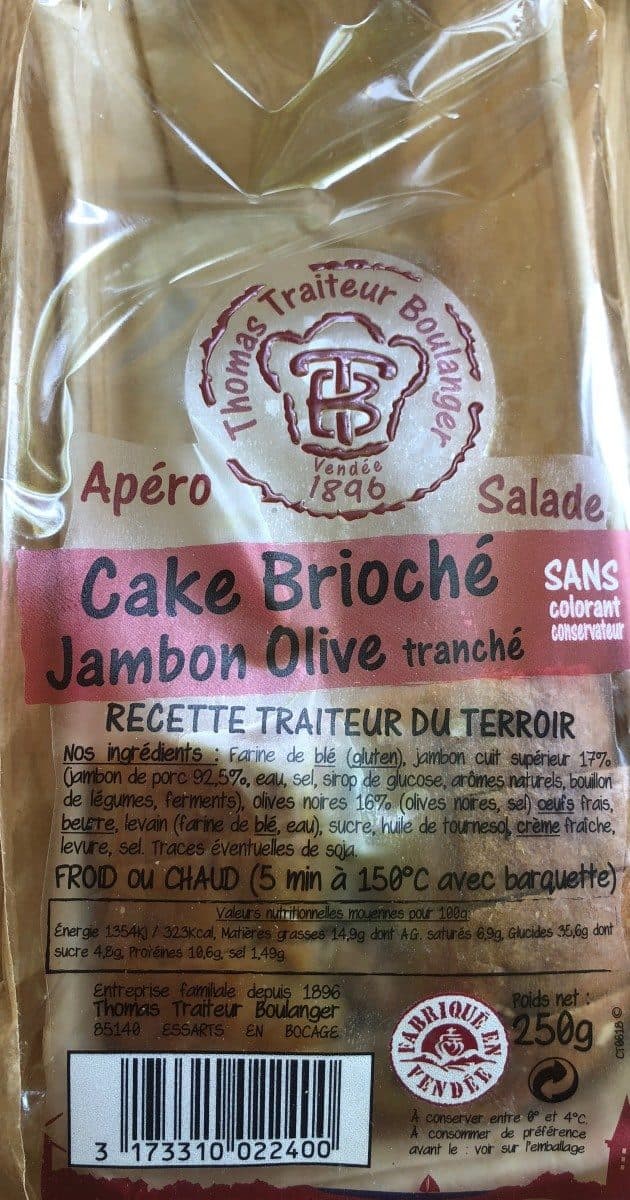 Thomas Traiteur Boulanger
TB
Vendée
1896
Apéro
Salade
Cake Brioché
Jambon Olive tranché
SANS
colorant
conservateur
RECETTE TRAITEUR DU TERROIR
Nos ingrédients : Farine de blé (gluten), jambon cuit supérieur 17%
(jambon de porc 92,5%, eau, sel, sirop de glucose, arômes naturels, bouillon
de légumes, ferments), olives noires 16% (olives noires, sel) oeufs frais,
beurre, levain (farine de blé, eau), sucre, huile de tournesol, crème fraîche,
levure, sel. Traces éventuelles de soja.
FROID ou CHAUD (5 min à 150°C avec barquette)
Valeurs nutritionnelles moyennes pour 100g:
Énergie 1354Kj / 323Kcal, Matières grasses 14,9g dont A.G. saturés 6,9g, Glucides 35,6g dont
sucre 4,8g, Protéines 10,6g, sel 1,49g
Entreprise familiale depuis 1896
Thomas Traiteur Boulanger
85140 ESSARTS EN BOCAGE
FABRIQUÉ EN
VENDÉE
Poids net :
250g
CT061B ©
3 173310 022400
À conserver entre 0° et 4°C.
À consommer de préférence
avant le : voir sur l'emballage